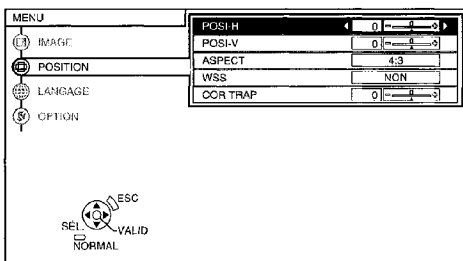 MENU
IMAGE
POSITION
LANGAGE
OPTION
POSI-H 0
POSI-V 0
ASPECT 4:3
WSS NON
COR TRAP 0
ESC
SÉL.
VALID
NORMAL